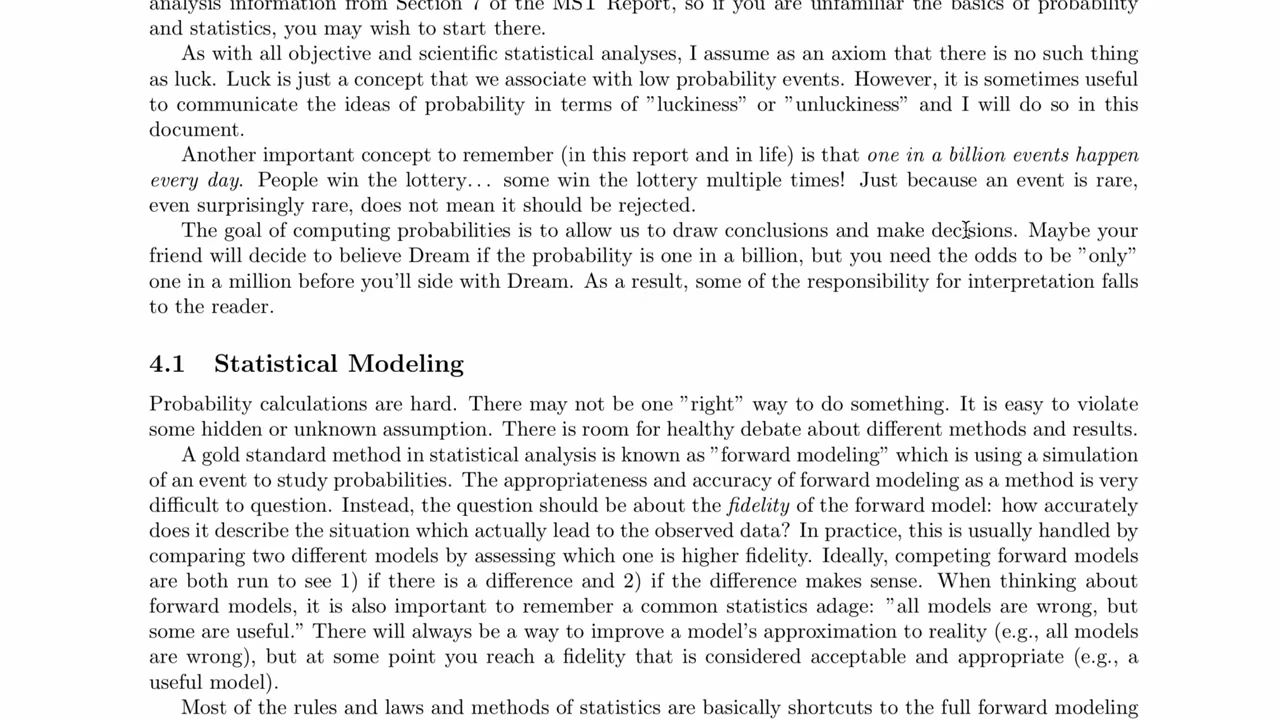 analysis information from Section 7 of the MST Report, so if you are unfamiliar the basics of probability
and statistics, you may wish to start there.
As with all objective and scientific statistical analyses, I assume as an axiom that there is no such thing
as luck. Luck is just a concept that we associate with low probability events. However, it is sometimes useful
to communicate the ideas of probability in terms of ”luckiness” or ”unluckiness” and I will do so in this
document.
Another important concept to remember (in this report and in life) is that one in a billion events happen
every day. People win the lottery... some win the lottery multiple times! Just because an event is rare,
even surprisingly rare, does not mean it should be rejected.
The goal of computing probabilities is to allow us to draw conclusions and make decisions. Maybe your
friend will decide to believe Dream if the probability is one in a billion, but you need the odds to be ”only”
one in a million before you'll side with Dream. As a result, some of the responsibility for interpretation falls
to the reader.
4.1 Statistical Modeling
Probability calculations are hard. There may not be one ”right” way to do something. It is easy to violate
some hidden or unknown assumption. There is room for healthy debate about different methods and results.
A gold standard method in statistical analysis is known as ”forward modeling” which is using a simulation
of an event to study probabilities. The appropriateness and accuracy of forward modeling as a method is very
difficult to question. Instead, the question should be about the fidelity of the forward model: how accurately
does it describe the situation which actually lead to the observed data? In practice, this is usually handled by
comparing two different models by assessing which one is higher fidelity. Ideally, competing forward models
are both run to see 1) if there is a difference and 2) if the difference makes sense. When thinking about
forward models, it is also important to remember a common statistics adage: ”all models are wrong, but
some are useful.” There will always be a way to improve a model's approximation to reality (e.g., all models
are wrong), but at some point you reach a fidelity that is considered acceptable and appropriate (e.g., a
useful model).
Most of the rules and laws and methods of statistics are basically shortcuts to the full forward modeling